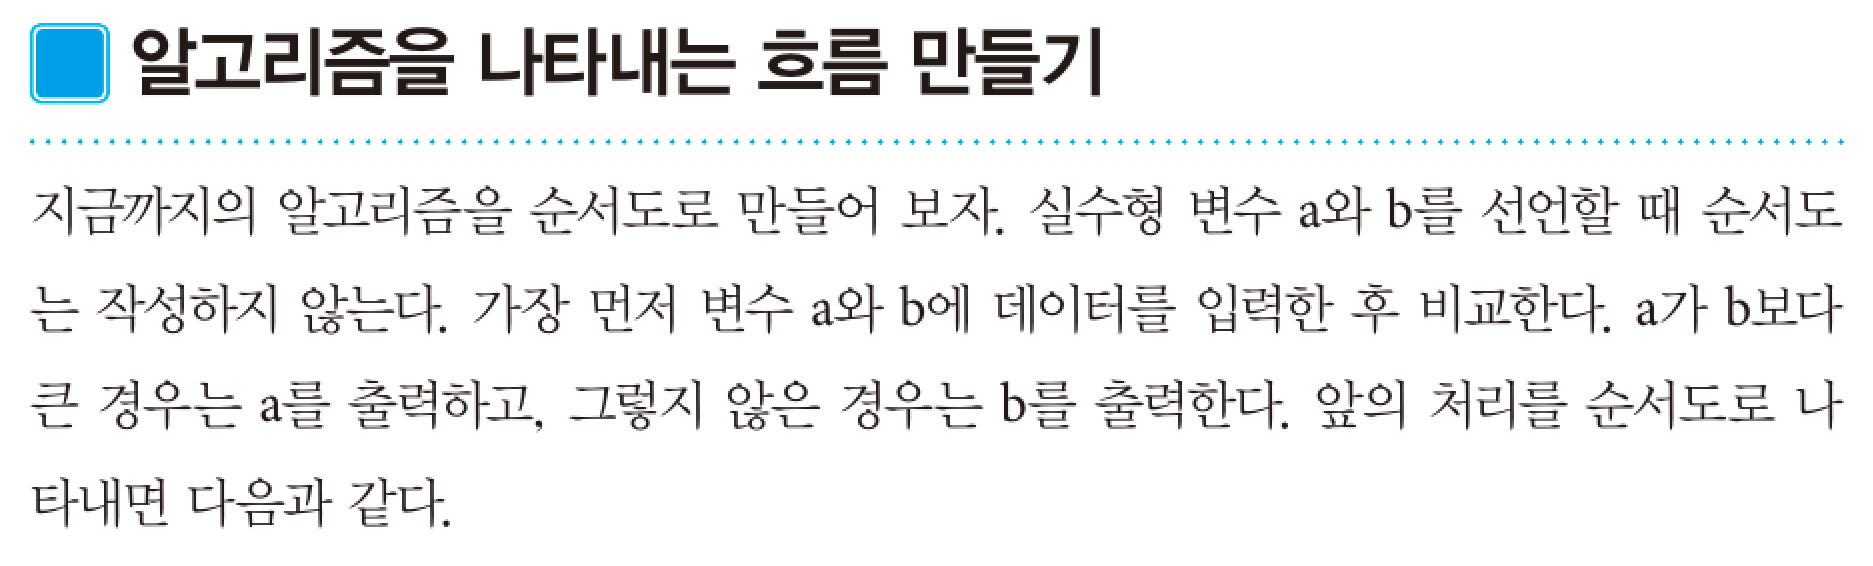 알고리즘을 나타내는 흐름 만들기
지금까지의 알고리즘을 순서도로 만들어 보자. 실수형 변수 a와 b를 선언할 때 순서도
는 작성하지 않는다. 가장 먼저 변수 a와 b에 데이터를 입력한 후 비교한다. a가 b보다
큰 경우는 a를 출력하고, 그렇지 않은 경우는 b를 출력한다. 앞의 처리를 순서도로 나
타내면 다음과 같다.